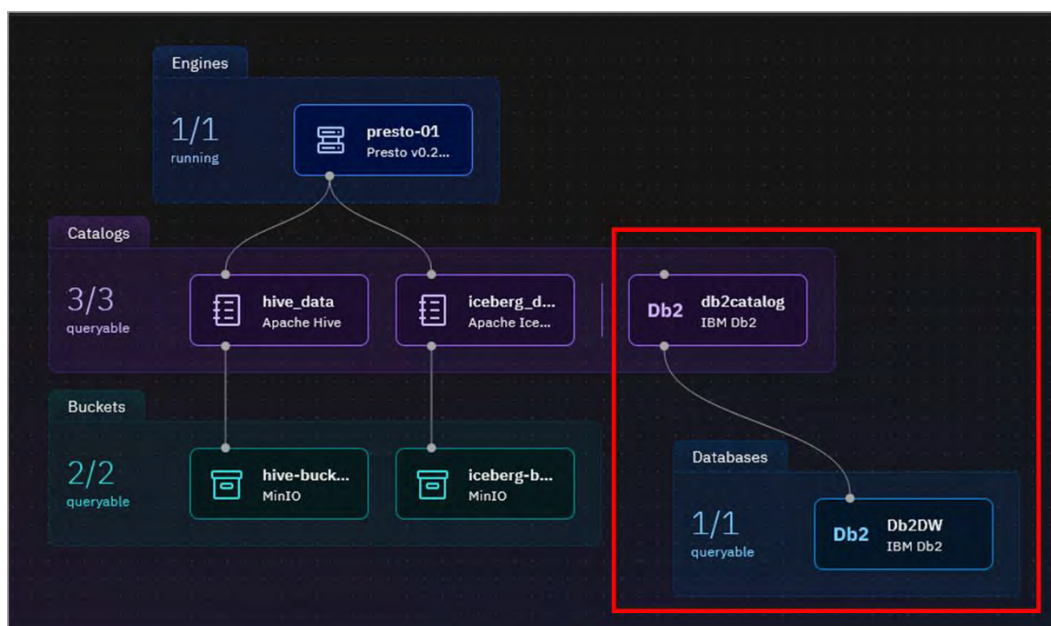 Engines
1/1
running
presto-01
Presto v0.2...
Catalogs
3/3
queryable
hive_data
Apache Hive
iceberg_d...
Apache Ice...
Db2
db2catalog
IBM Db2
Buckets
2/2
queryable
hive-buck...
MinIO
iceberg-b...
MinIO
Databases
1/1
queryable
Db2
Db2DW
IBM Db2